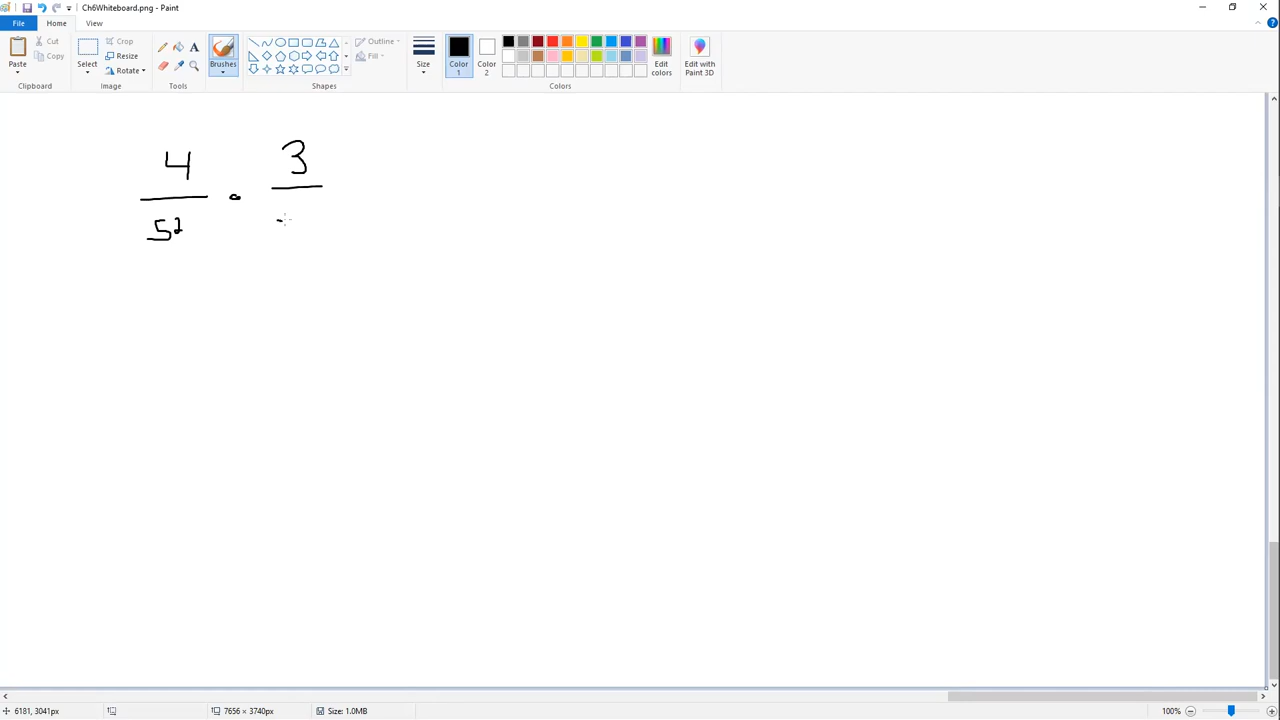 Ch6Whiteboard.png - Paint
File Home View
Paste Cut Copy Clipboard
Select Crop Resize Rotate Image
Tools
Brushes
Outline Fill Shapes
Size
Color 1 Color 2 Edit colors Edit with Paint 3D Colors
4 3
52 •
6181, 3041px 7656 × 3740px Size: 1.0MB 100%